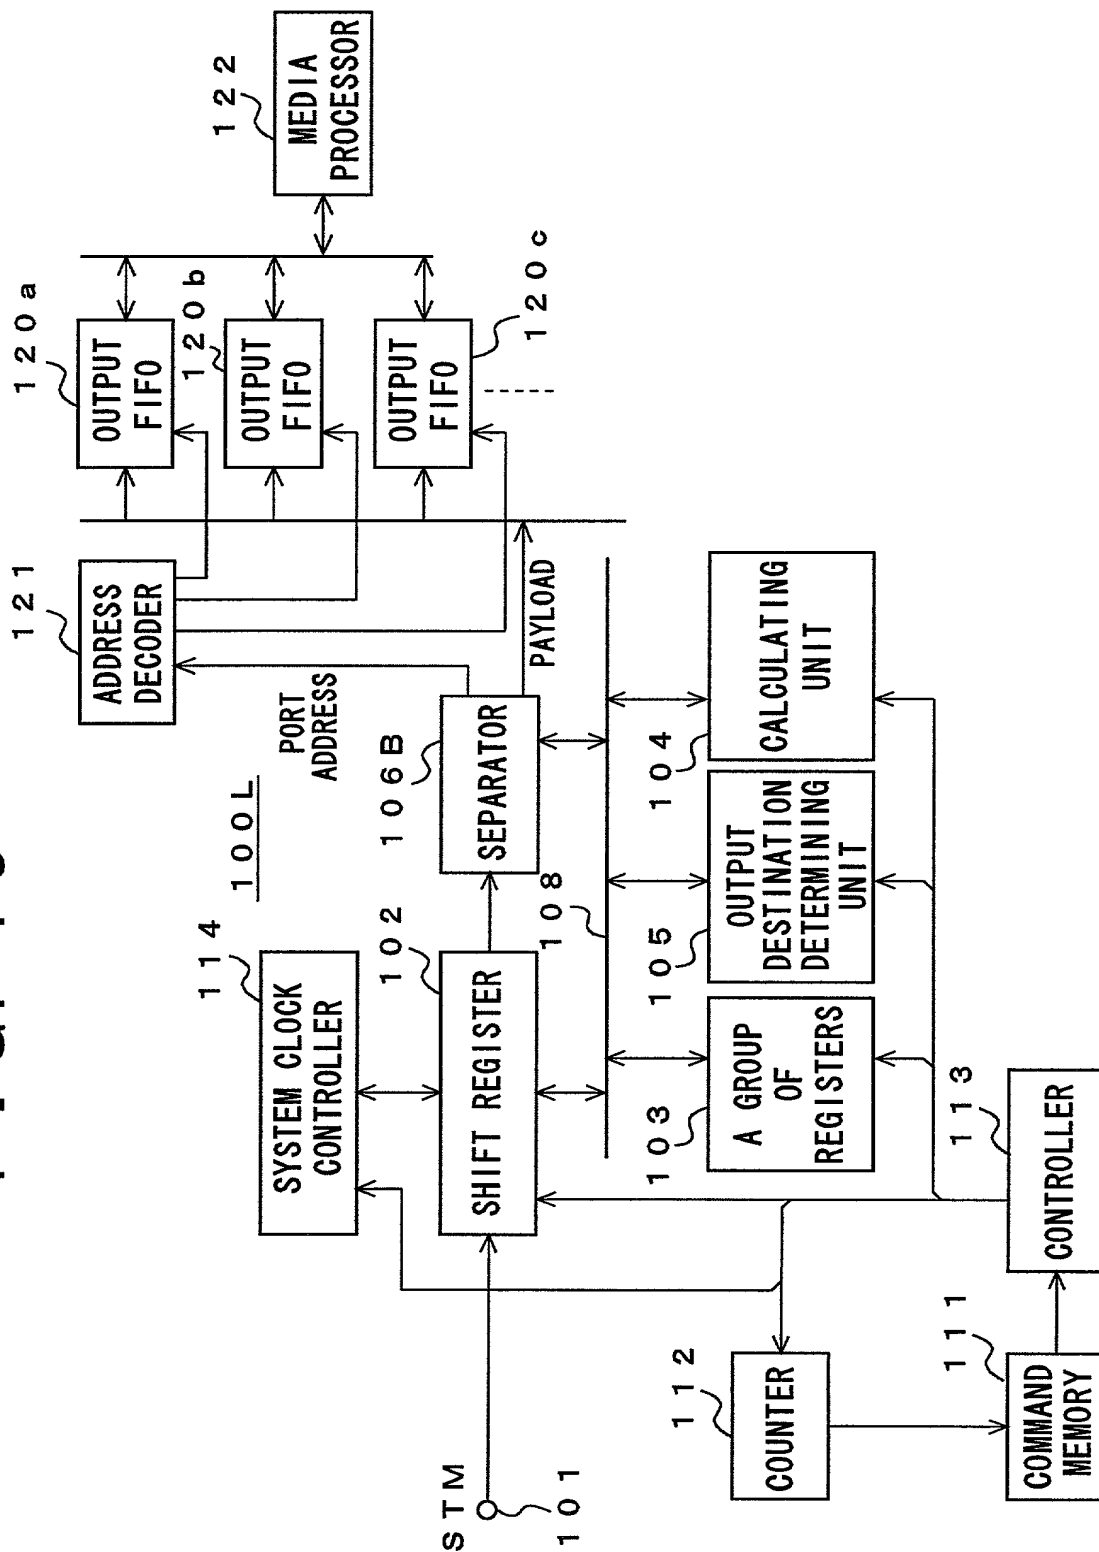 100L
STM
101
SYSTEM CLOCK
CONTROLLER
114
SHIFT REGISTER
102
SEPARATOR
106B
PORT
ADDRESS
PAYLOAD
ADDRESS
DECODER
121
OUTPUT
FIFO
120a
OUTPUT
FIFO
120b
OUTPUT
FIFO
120c
MEDIA
PROCESSOR
122
108
A GROUP
OF
REGISTERS
103
OUTPUT
DESTINATION
DETERMINING
UNIT
105
CALCULATING
UNIT
104
COUNTER
112
COMMAND
MEMORY
111
CONTROLLER
113